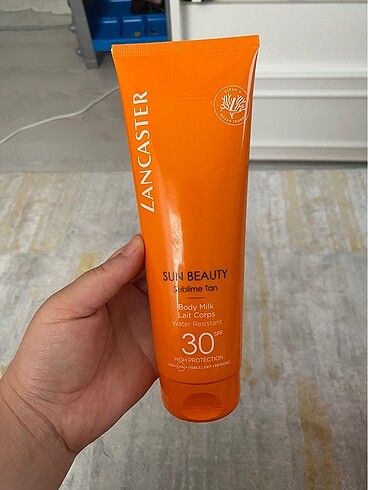 LANCASTER
SUN BEAUTY
Sublime Tan
Body Milk
Lait Corps
Water Resistant
30 SPF
HIGH PROTECTION